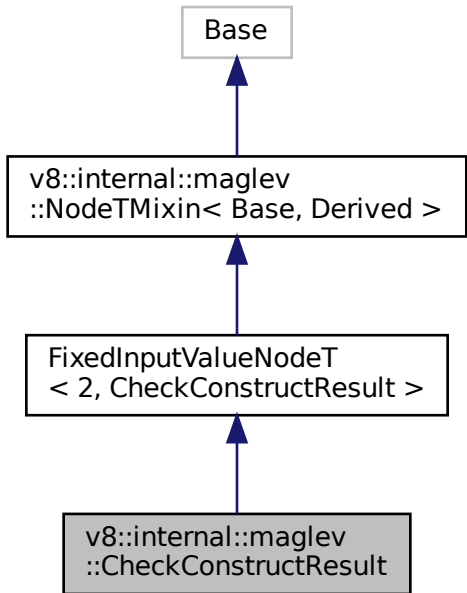 Base
v8::internal::maglev
::NodeTMixin< Base, Derived >
FixedInputValueNodeT
< 2, CheckConstructResult >
v8::internal::maglev
::CheckConstructResult